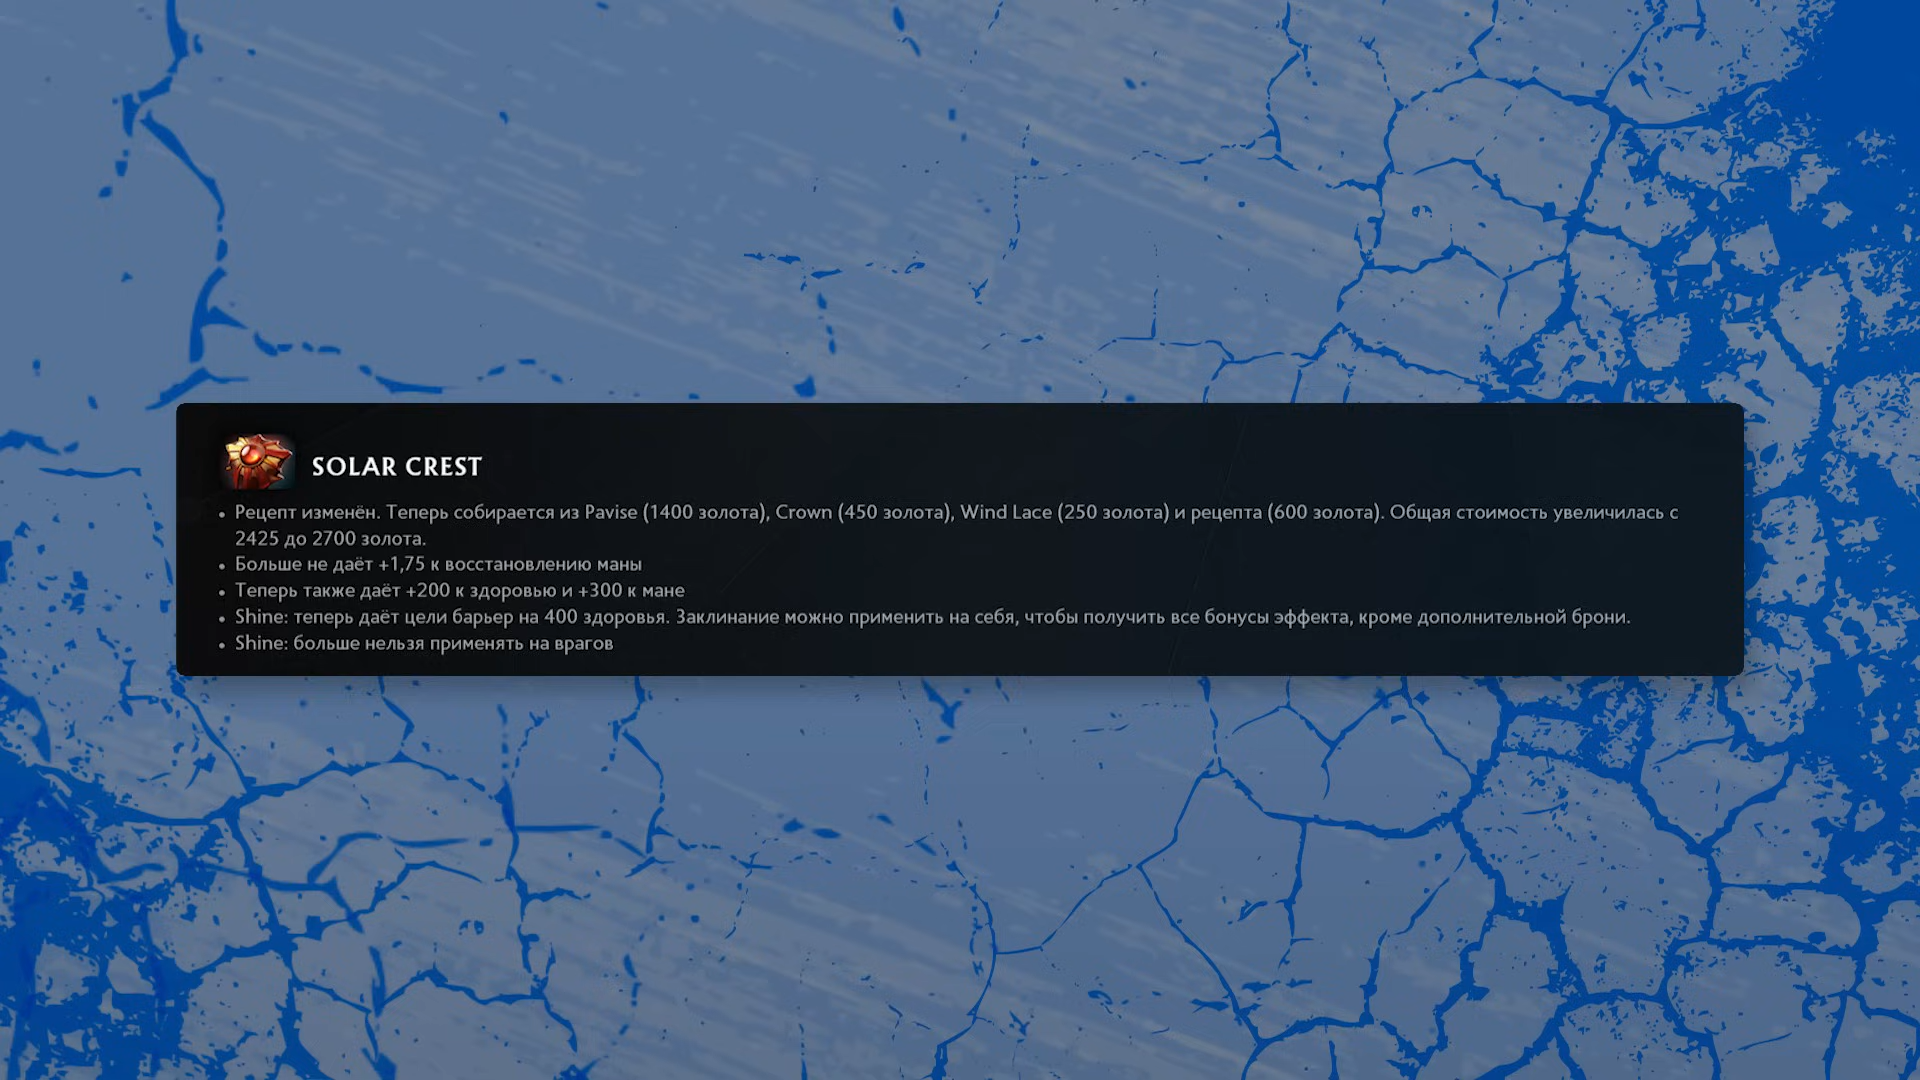 SOLAR CREST
• Рецепт изменён. Теперь собирается из Pavise (1400 золота), Crown (450 золота), Wind Lace (250 золота) и рецепта (600 золота). Общая стоимость увеличилась с
2425 до 2700 золота.
• Больше не даёт +1,75 к восстановлению маны
• Теперь также даёт +200 к здоровью и +300 к мане
• Shine: теперь даёт цели барьер на 400 здоровья. Заклинание можно применить на себя, чтобы получить все бонусы эффекта, кроме дополнительной брони.
• Shine: больше нельзя применять на врагов